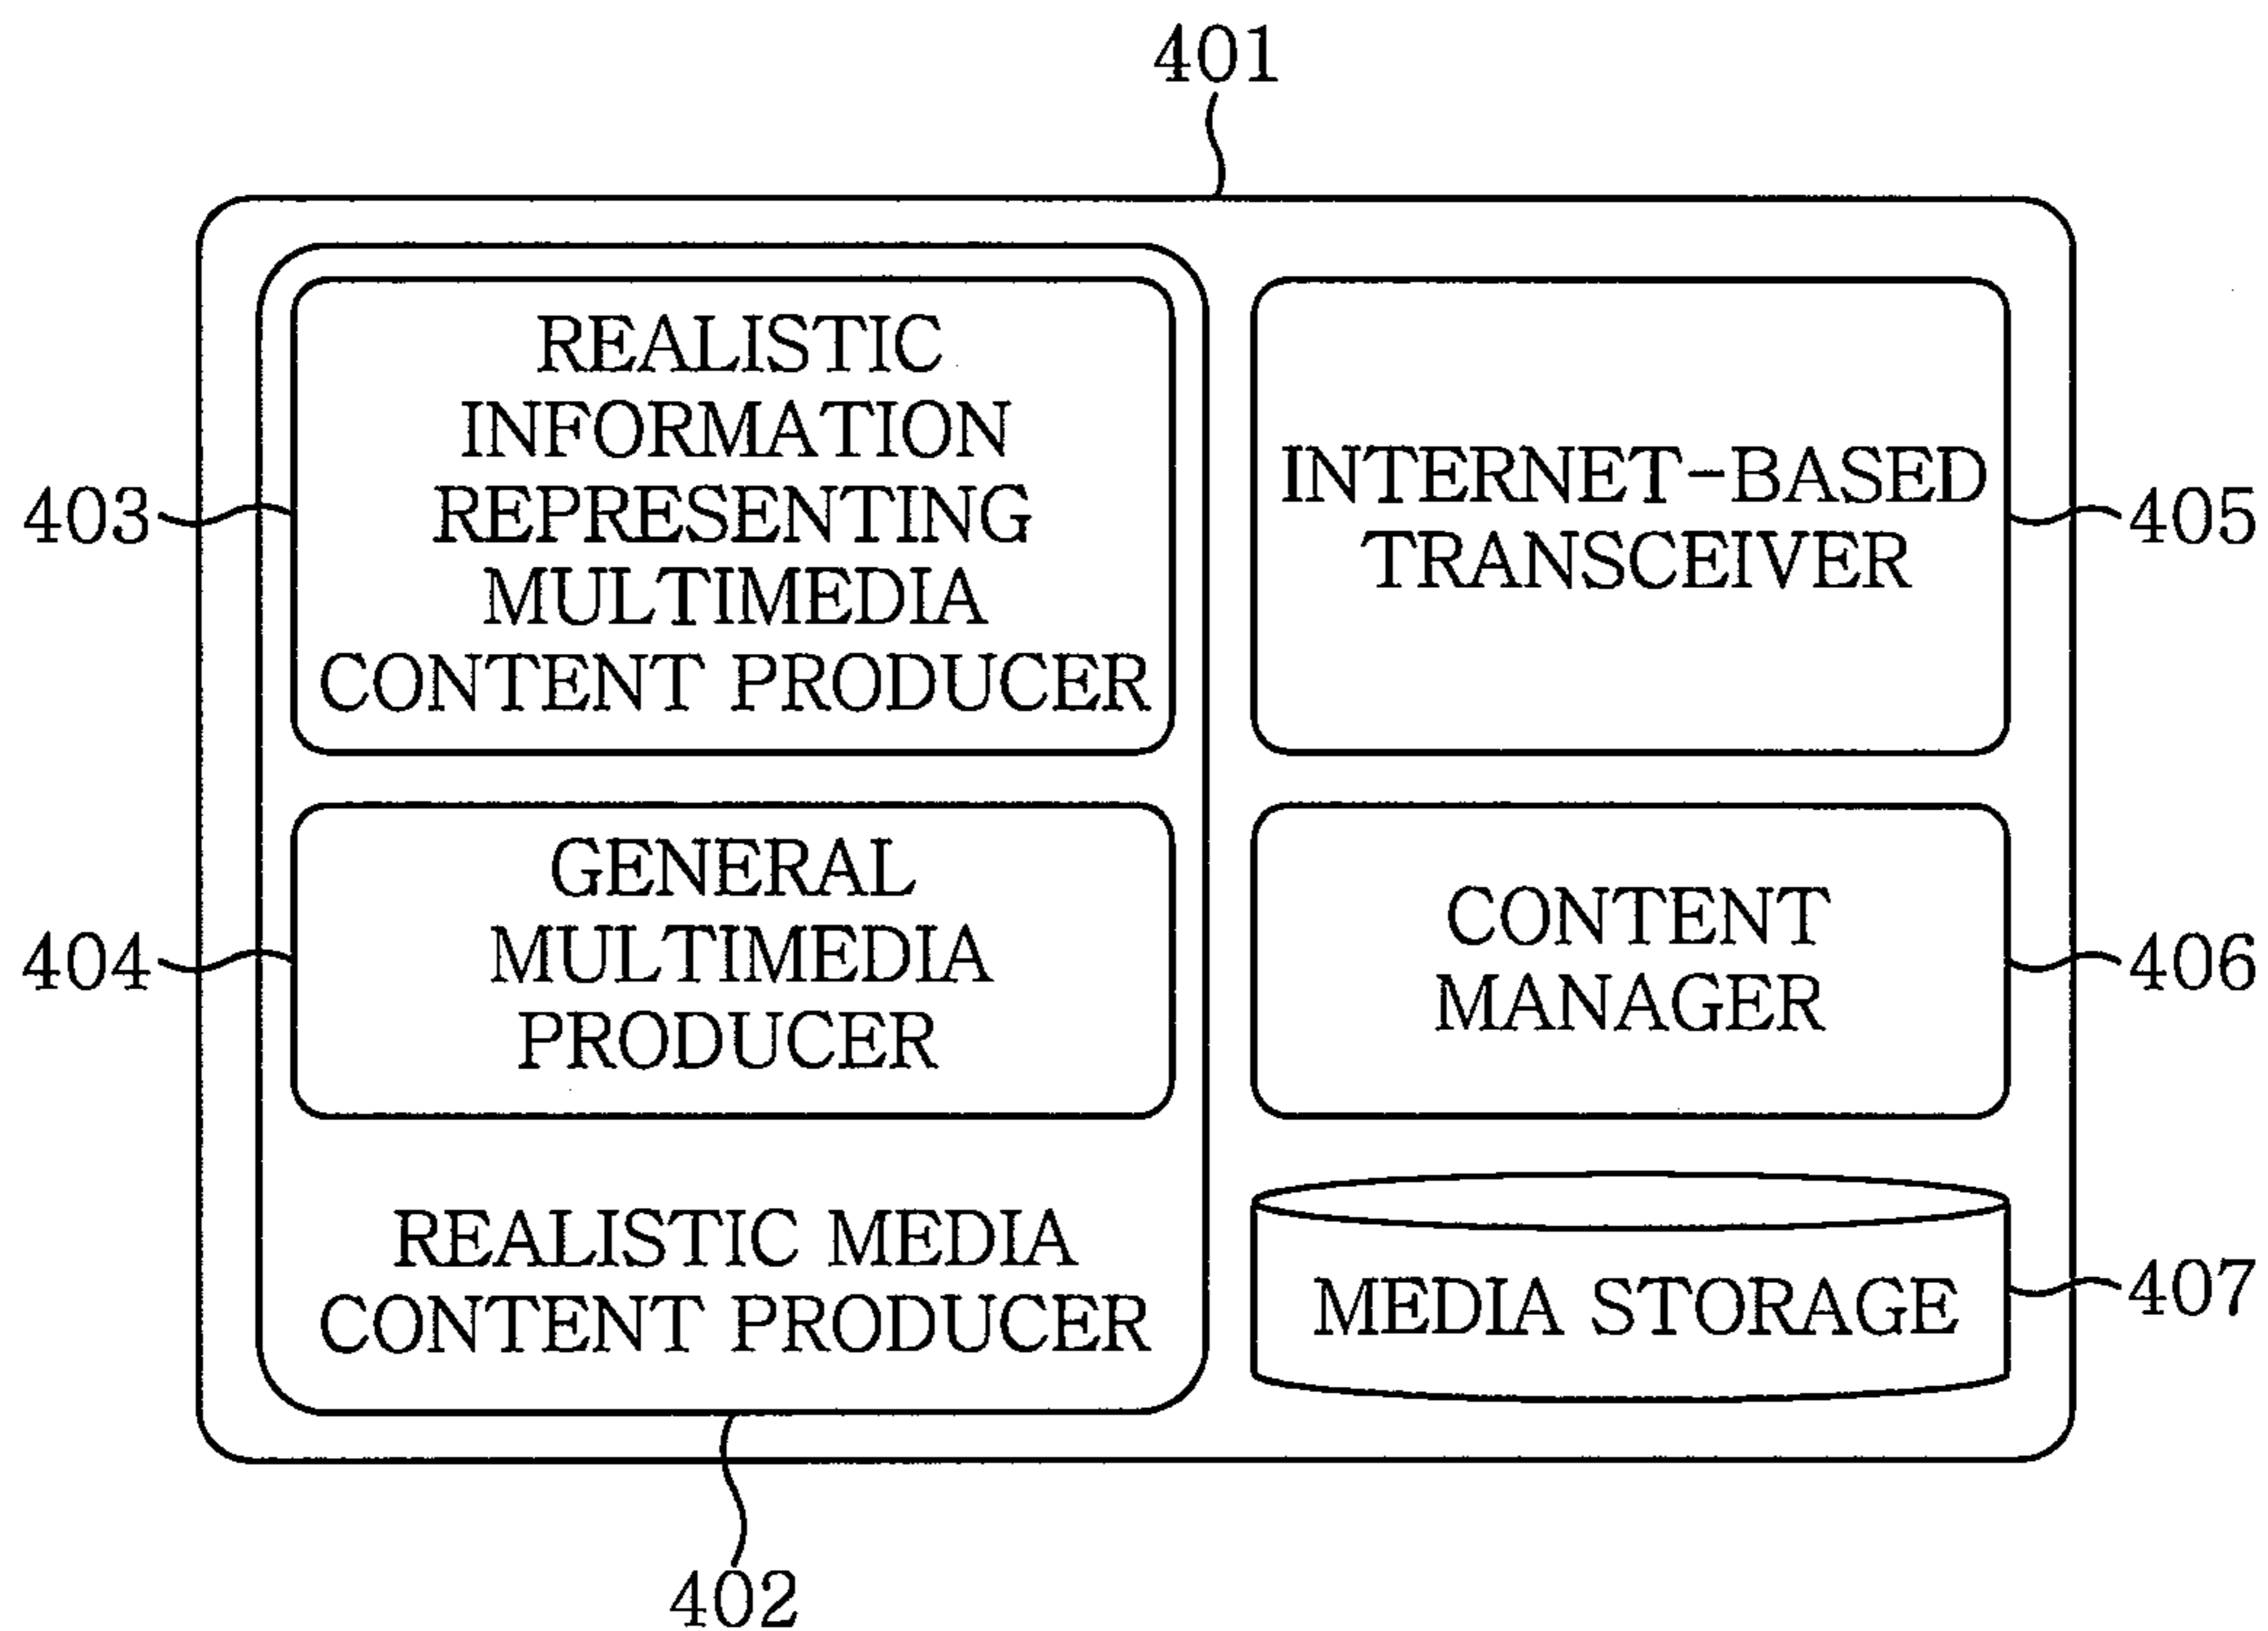 401
403
REALISTIC
INFORMATION
REPRESENTING
MULTIMEDIA
CONTENT PRODUCER
INTERNET-BASED
TRANSCEIVER
405
404
GENERAL
MULTIMEDIA
PRODUCER
CONTENT
MANAGER
406
REALISTIC MEDIA
CONTENT PRODUCER
MEDIA STORAGE
407
402